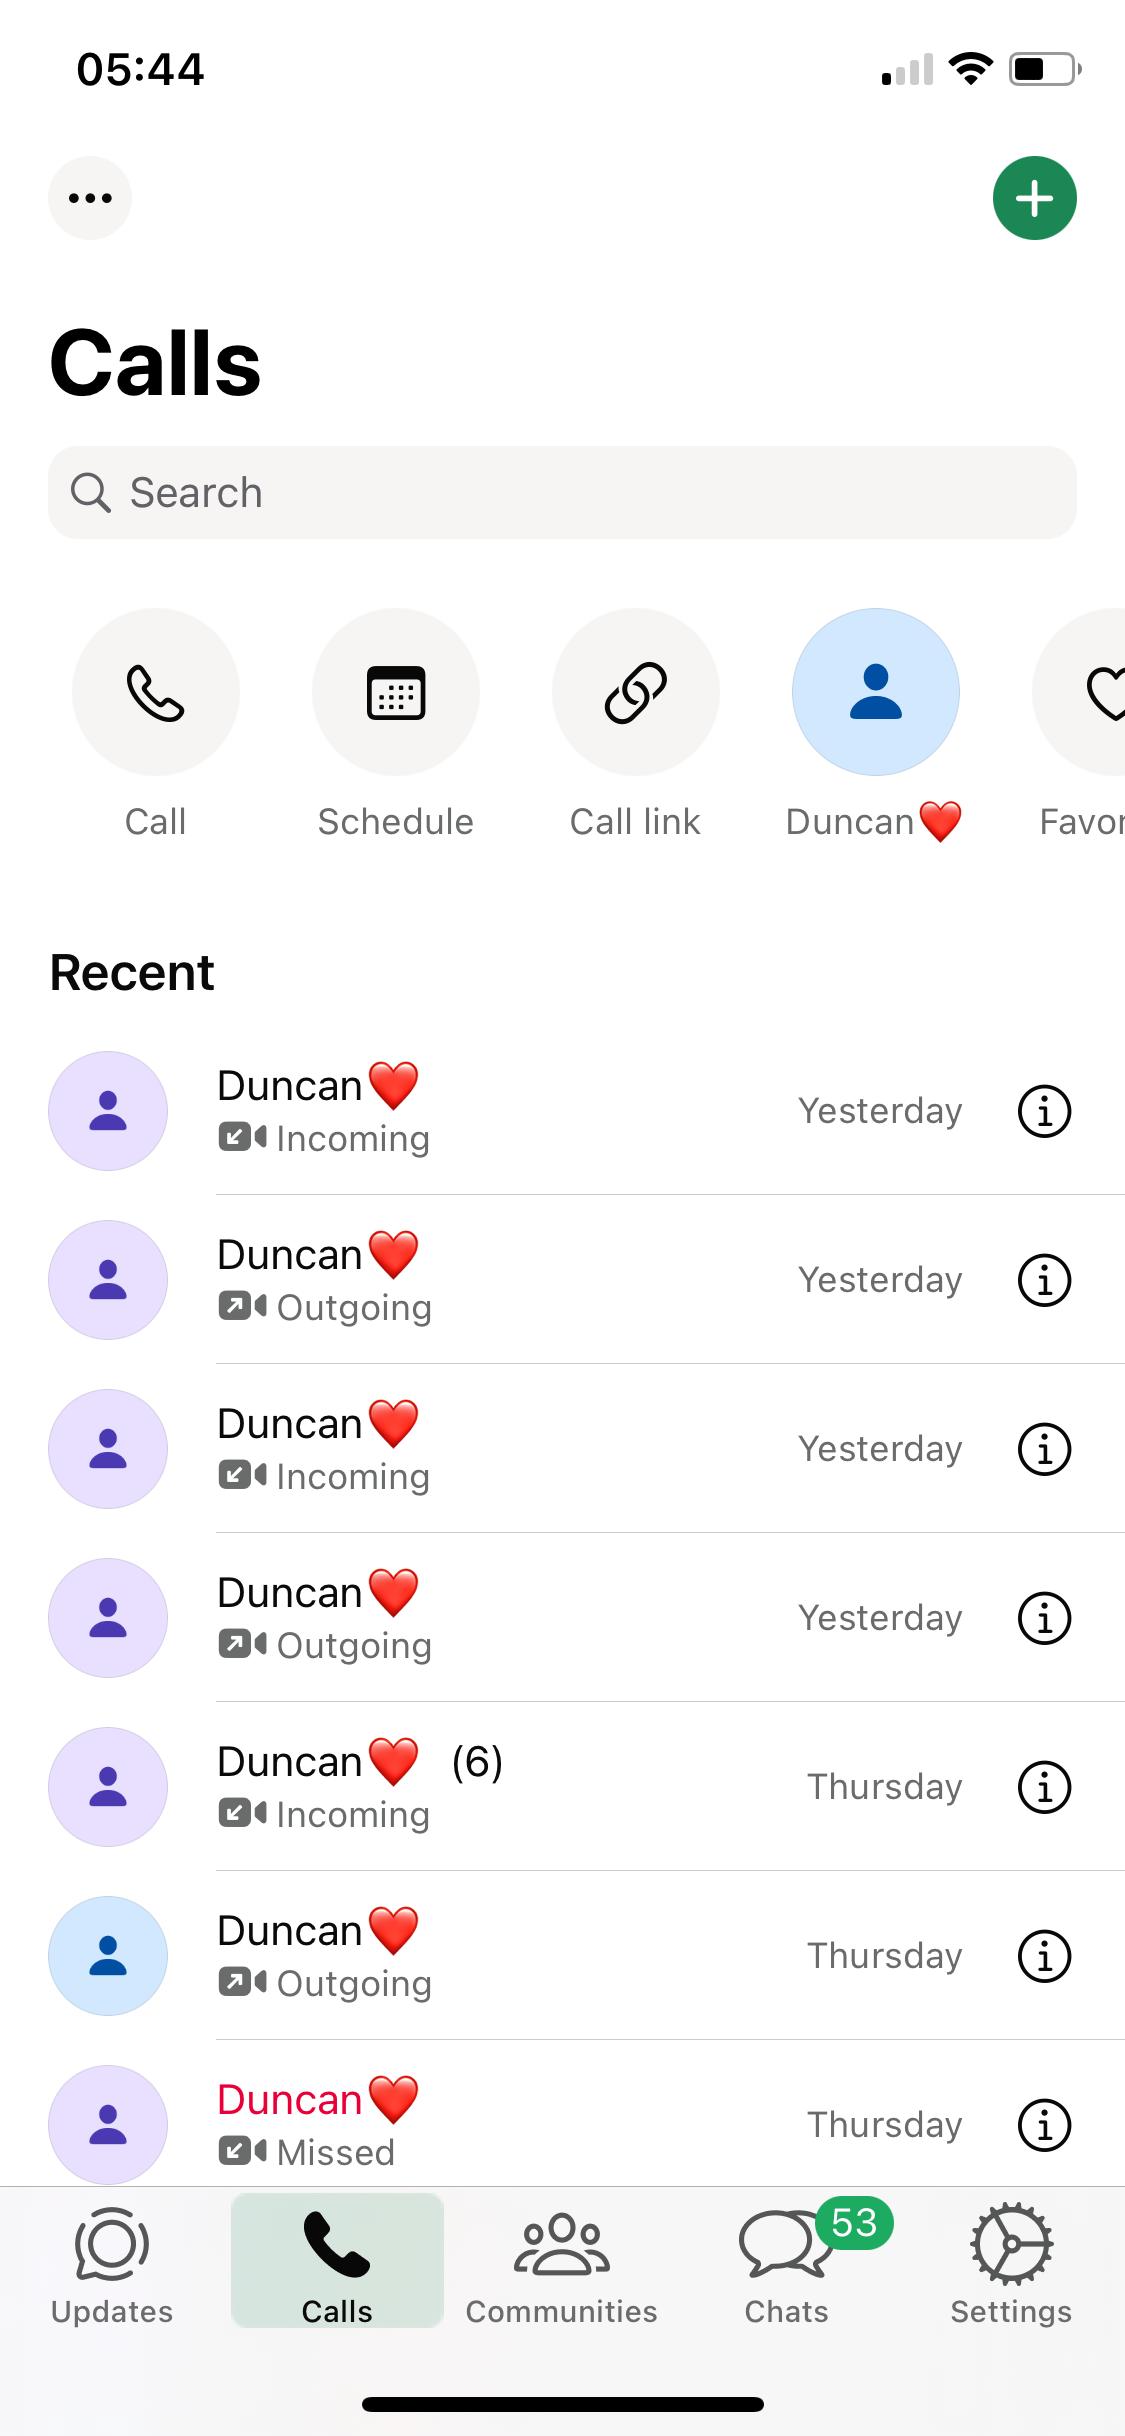 05:44
Calls
Search
Call Schedule Call link Duncan❤️ Favor
Recent
Duncan❤️
Incoming
Yesterday
Duncan❤️
Outgoing
Yesterday
Duncan❤️
Incoming
Yesterday
Duncan❤️
Outgoing
Yesterday
Duncan❤️ (6)
Incoming
Thursday
Duncan❤️
Outgoing
Thursday
Duncan❤️
Missed
Thursday
53
Updates Calls Communities Chats Settings